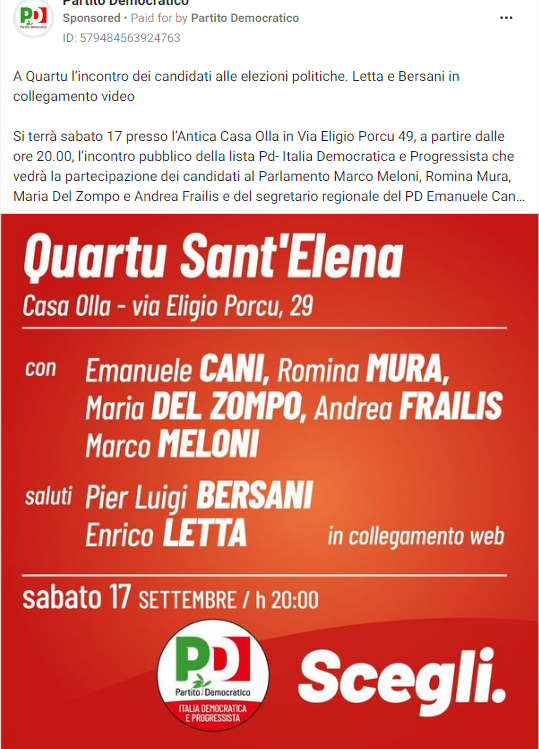 Partito Democratico
Sponsored • Paid for by Partito Democratico
ID: 579484563924763
A Quartu l'incontro dei candidati alle elezioni politiche. Letta e Bersani in
collegamento video
Si terrà sabato 17 presso l'Antica Casa Olla in Via Eligio Porcu 49, a partire dalle
ore 20.00, l'incontro pubblico della lista Pd- Italia Democratica e Progressista che
vedrà la partecipazione dei candidati al Parlamento Marco Meloni, Romina Mura,
Maria Del Zompo e Andrea Frailis e del segretario regionale del PD Emanuele Can...
Quartu Sant'Elena
Casa Olla - via Eligio Porcu, 29
con Emanuele CANI, Romina MURA,
Maria DEL ZOMPO, Andrea FRAILIS
Marco MELONI
saluti Pier Luigi BERSANI
Enrico LETTA in collegamento web
sabato 17 SETTEMBRE / h 20:00
PD
Partito Democratico
ITALIA DEMOCRATICA
E PROGRESSISTA
Scegli.